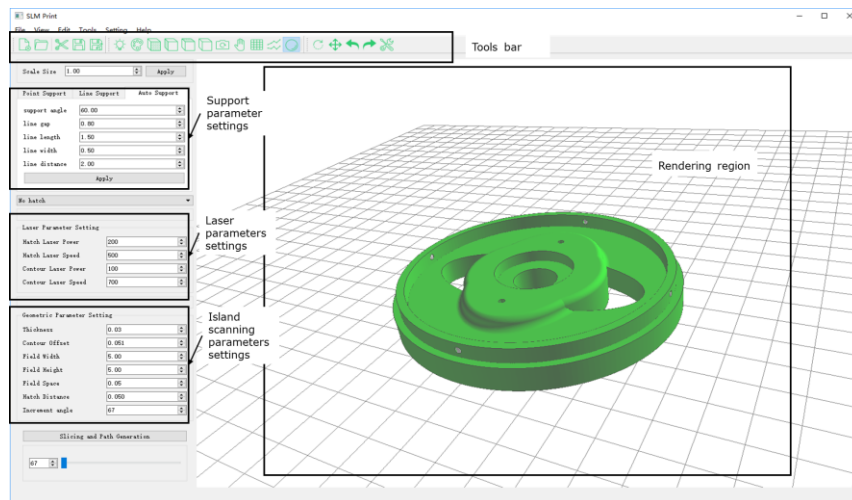 SLM Print
File View Edit Tools Setting Help
Tools bar
Scale Size 1.00 Apply
Point Support Line Support Auto Support
support angle 60.00
line gap 0.80
line length 1.50
line width 0.50
line distance 2.00
Apply
Support
parameter
settings
Rendering region
No hatch
Laser Parameter Setting
Hatch Laser Power 200
Hatch Laser Speed 500
Contour Laser Power 100
Contour Laser Speed 700
Laser
parameters
settings
Geometric Parameter Setting
Thickness 0.03
Contour Offset 0.051
Field Width 5.00
Field Height 5.00
Field Space 0.05
Hatch Distance 0.050
Increment angle 67
Island
scanning
parameters
settings
Slicing and Path Generation
67